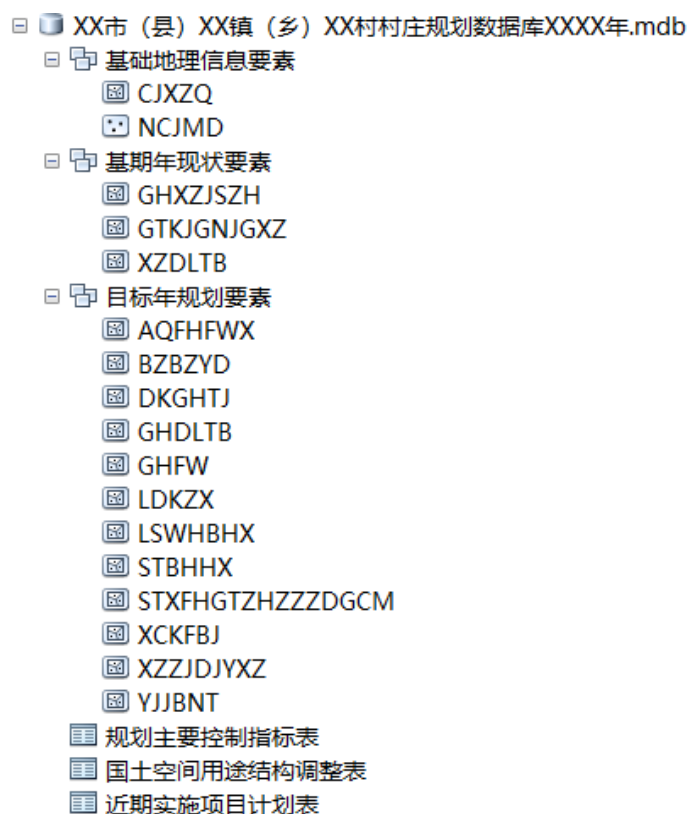 XX市（县）XX镇（乡）XX村村庄规划数据库XXXX年.mdb
基础地理信息要素
CJXZQ
NCJMD
基期年现状要素
GHXZJSZH
GTKJGNJGXZ
XZDLTB
目标年规划要素
AQFHFWX
BZBZYD
DKGHTJ
GHDLTB
GHFW
LDKZX
LSWHBHX
STBHHX
STXFHGTZHZZZDGCM
XCKFBJ
XZZJDJYXZ
YJJBNT
规划主要控制指标表
国土空间用途结构调整表
近期实施项目计划表